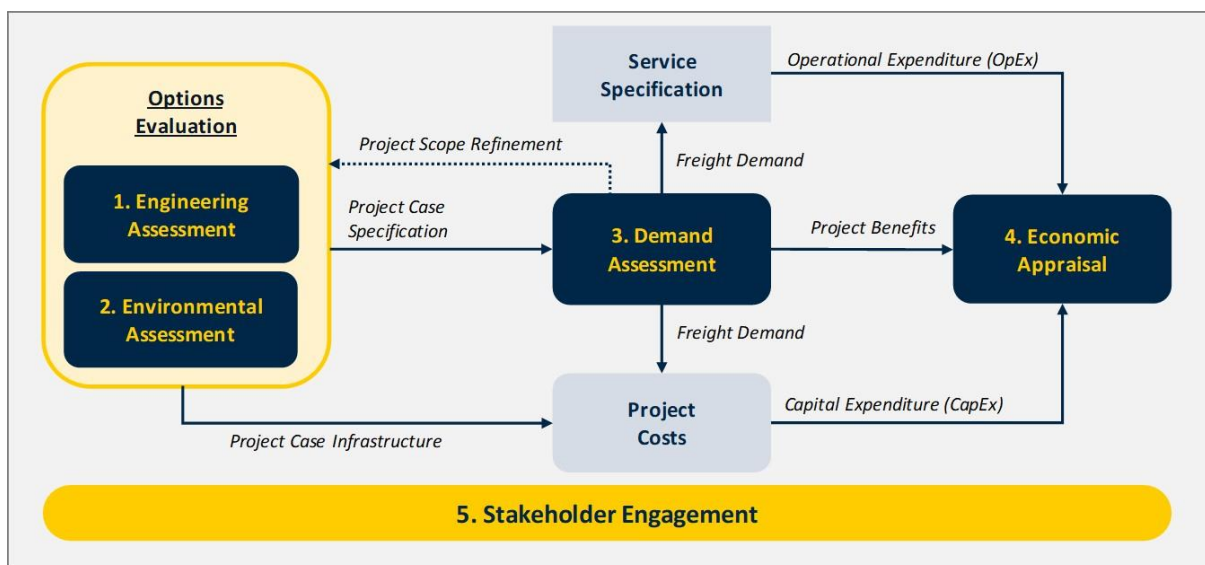 Options
Evaluation
1. Engineering
Assessment
2. Environmental
Assessment
Project Scope Refinement
Project Case
Specification
Project Case Infrastructure
Service
Specification
Freight Demand
3. Demand
Assessment
Freight Demand
Project
Costs
Operational Expenditure (OpEx)
Project Benefits
Capital Expenditure (CapEx)
4. Economic
Appraisal
5. Stakeholder Engagement